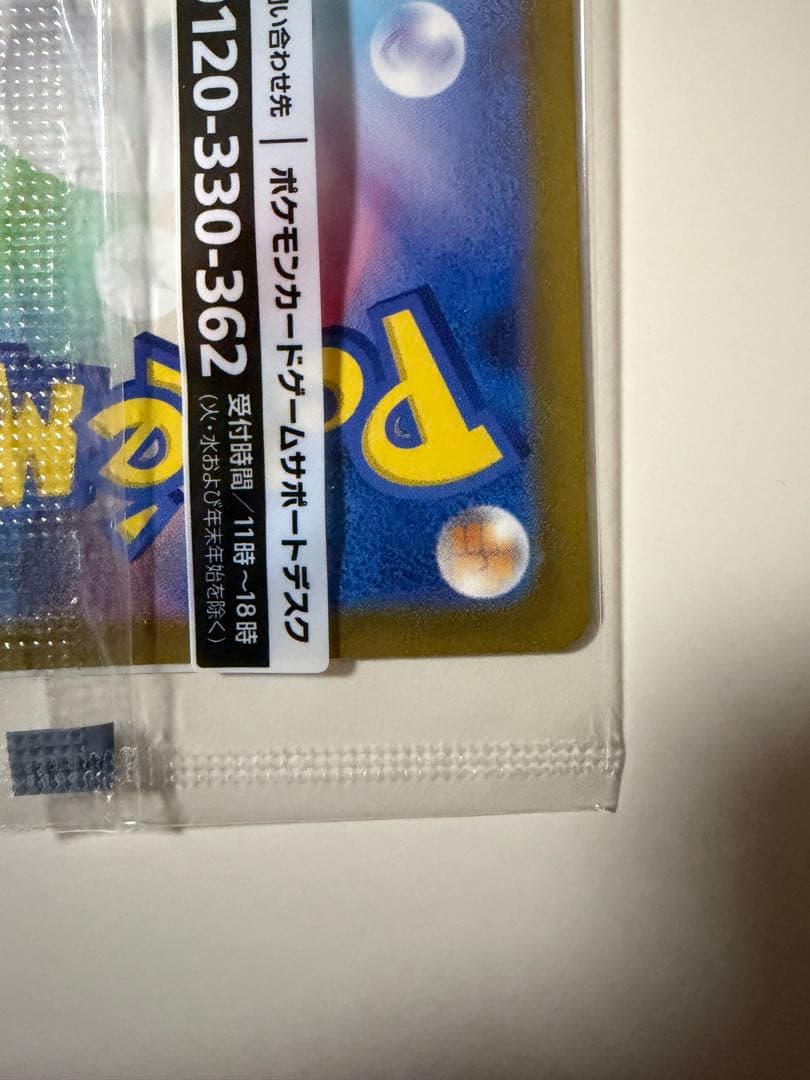 い合わせ先 | ポケモンカードゲームサポートデスク
0120-330-362 受付時間/11時〜18時
(火・水および年末年始を除く)
Pokém